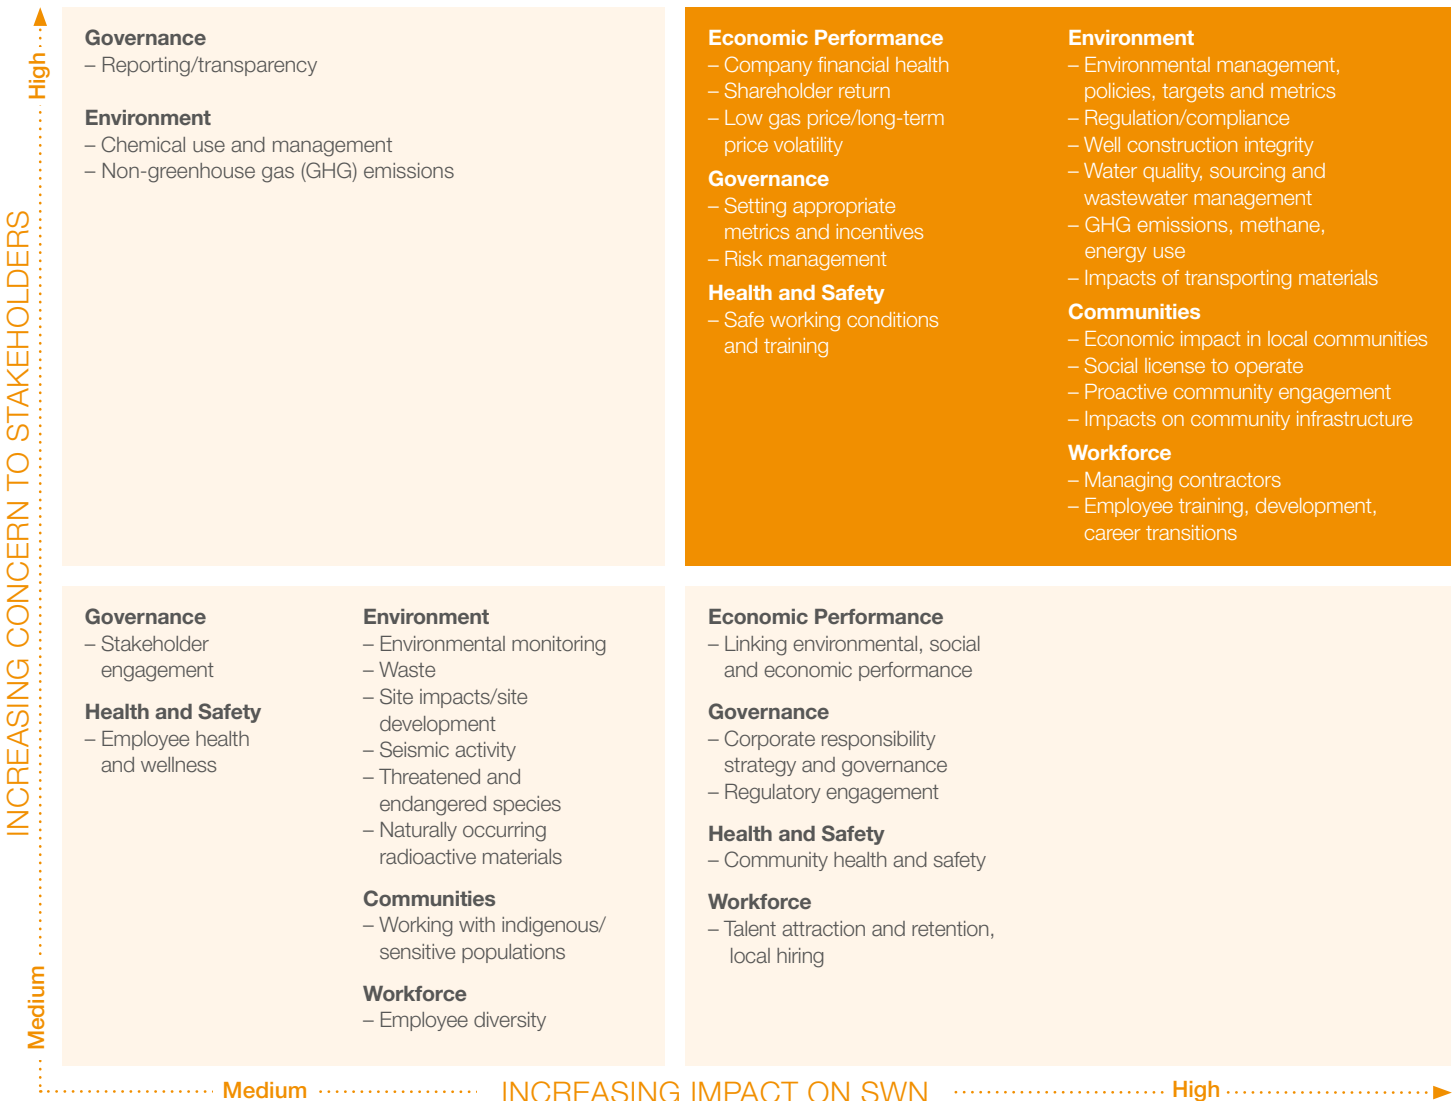 High
INCREASING CONCERN TO STAKEHOLDERS
Medium
Governance
– Reporting/transparency
Environment
– Chemical use and management
– Non-greenhouse gas (GHG) emissions
Economic Performance
– Company financial health
– Shareholder return
– Low gas price/long-term
price volatility
Governance
– Setting appropriate
metrics and incentives
– Risk management
Health and Safety
– Safe working conditions
and training
Environment
– Environmental management,
policies, targets and metrics
– Regulation/compliance
– Well construction integrity
– Water quality, sourcing and
wastewater management
– GHG emissions, methane,
energy use
– Impacts of transporting materials
Communities
– Economic impact in local communities
– Social license to operate
– Proactive community engagement
– Impacts on community infrastructure
Workforce
– Managing contractors
– Employee training, development,
career transitions
Governance
– Stakeholder
engagement
Health and Safety
– Employee health
and wellness
Environment
– Environmental monitoring
– Waste
– Site impacts/site
development
– Seismic activity
– Threatened and
endangered species
– Naturally occurring
radioactive materials
Communities
– Working with indigenous/
sensitive populations
Workforce
– Employee diversity
Economic Performance
– Linking environmental, social
and economic performance
Governance
– Corporate responsibility
strategy and governance
– Regulatory engagement
Health and Safety
– Community health and safety
Workforce
– Talent attraction and retention,
local hiring
Medium
INCREASING IMPACT ON SWN
High